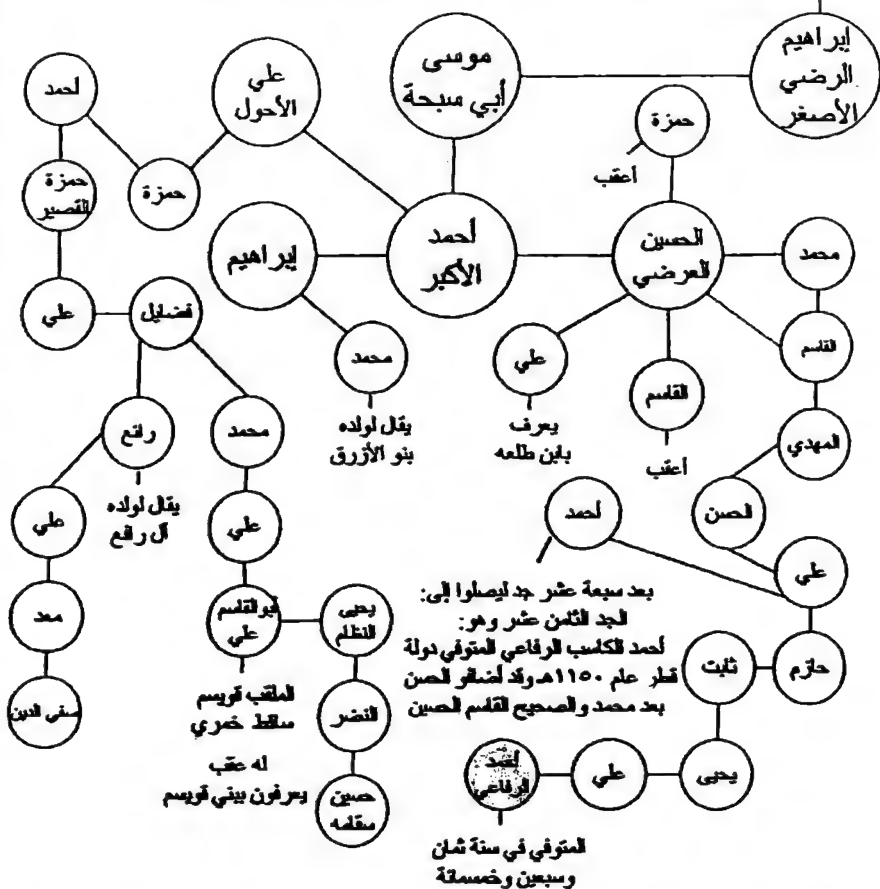 إبراهيم
الرضي
الأصغر
موسى
أبي سبحة
علي
الأحول
أحمد
حمزة
حمزة
القصير
حمزة
أعقب
إبراهيم
أحمد
الأكبر
الحسين
العرضي
محمد
علي
فضايل
محمد
علي
القاسم
القاسم
يعرف
بابن طلعه
أعقب
يقال لولده
بنو الأزرق
رافع
محمد
المهدي
يقال لولده
آل رافع
علي
علي
أحمد
الحسن
علي
بعد سبعة عشر جد ليصلوا إلى:
الجد الثامن عشر وهو:
أحمد الكاسب الرفاعي المتوفي دولة
قطر عام ١١٥٠هـ وقد أضافو الحسن
بعد محمد والصحيح القاسم الحسين
معد
أبوالقاسم
علي
يحيى
النظام
ثابت
حازم
الملقب قويسم
ساقط خمري
صفي الدين
النضر
له عقب
يعرفون ببني قويسم
حسين
سقامه
أحمد
الرفاعي
علي
يحيى
المتوفي في سنة ثمان
وسبعين وخمسمائة